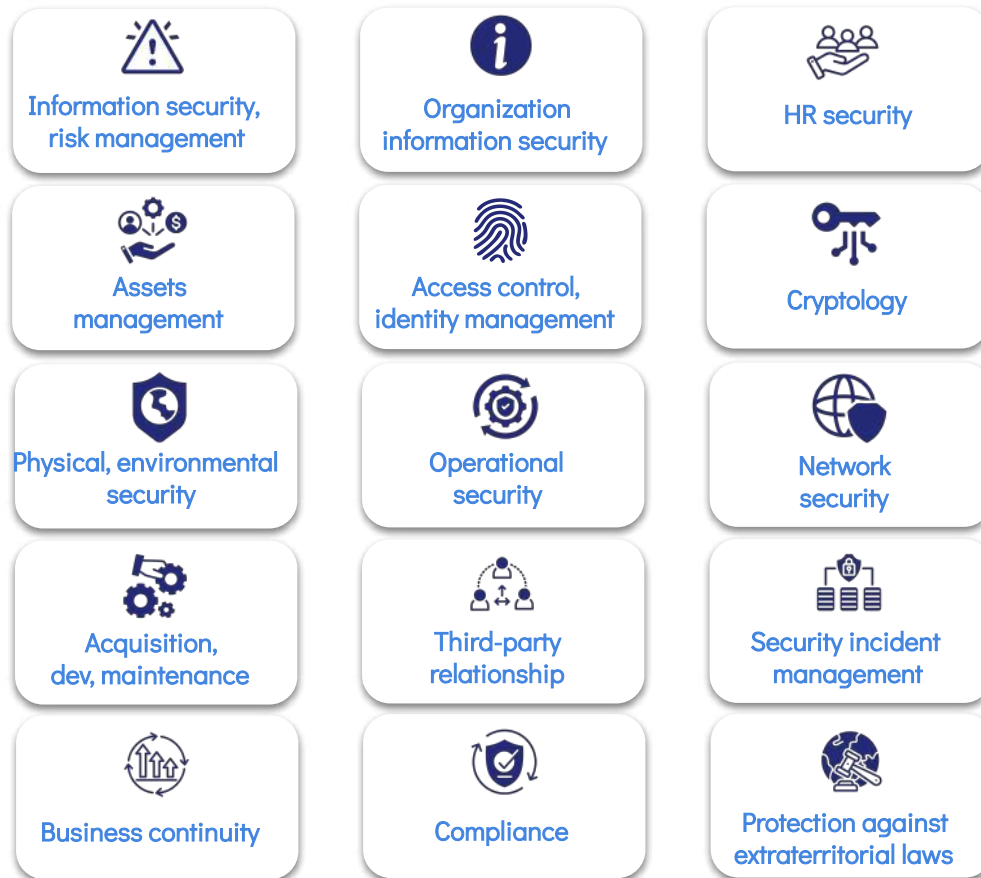 Information security,
risk management
Organization
information security
HR security
Assets
management
Access control,
identity management
Cryptology
Physical, environmental
security
Operational
security
Network
security
Acquisition,
dev, maintenance
Third-party
relationship
Security incident
management
Business continuity
Compliance
Protection against
extraterritorial laws